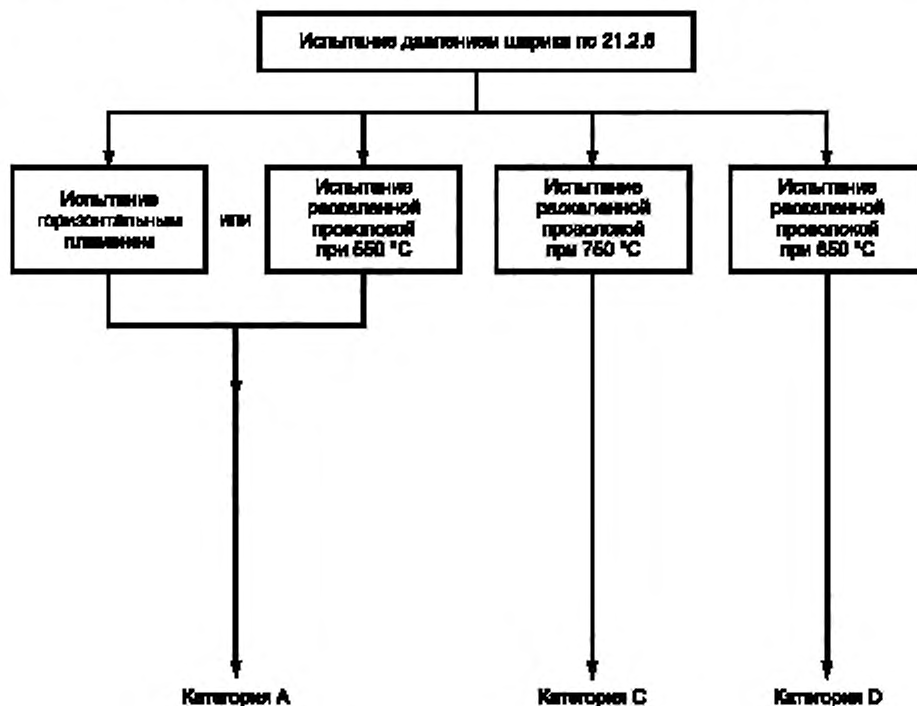 Испытание давлением шарика по 21.2.6
Испытание
горизонтальным
пламенем
или
Испытание
раскаленной
проволокой
при 550 °C
Испытание
раскаленной
проволокой
при 750 °C
Испытание
раскаленной
проволокой
при 850 °C
Категория A
Категория C
Категория D